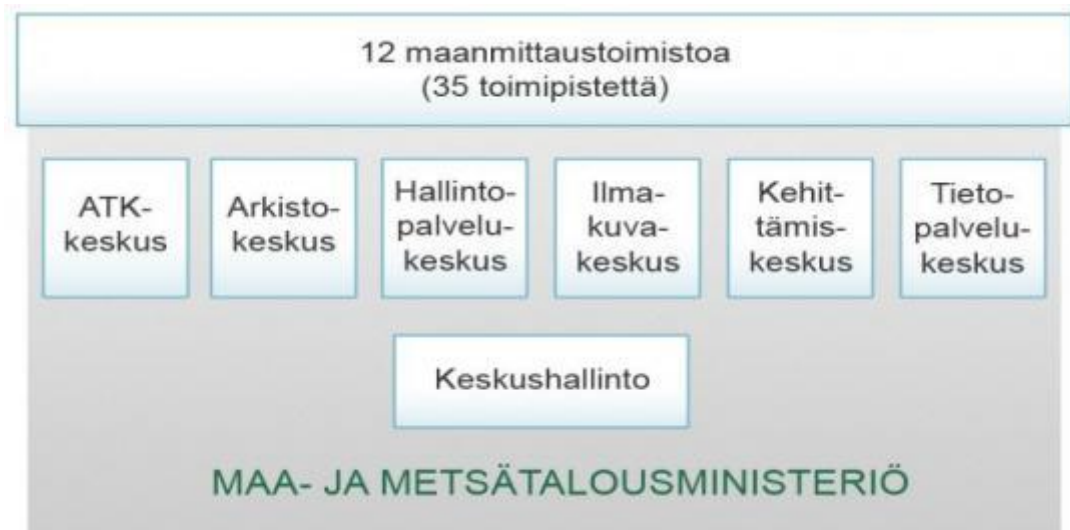 12 maanmittaustoimistoa
(35 toimipistettä)
ATK-
keskus
Arkisto-
keskus
Hallinto-
palvelu-
keskus
Ilma-
kuva-
keskus
Kehit-
tämis-
keskus
Tieto-
palvelu-
keskus
Keskushallinto
MAA- JA METSÄTALOUSMINISTERIÖ